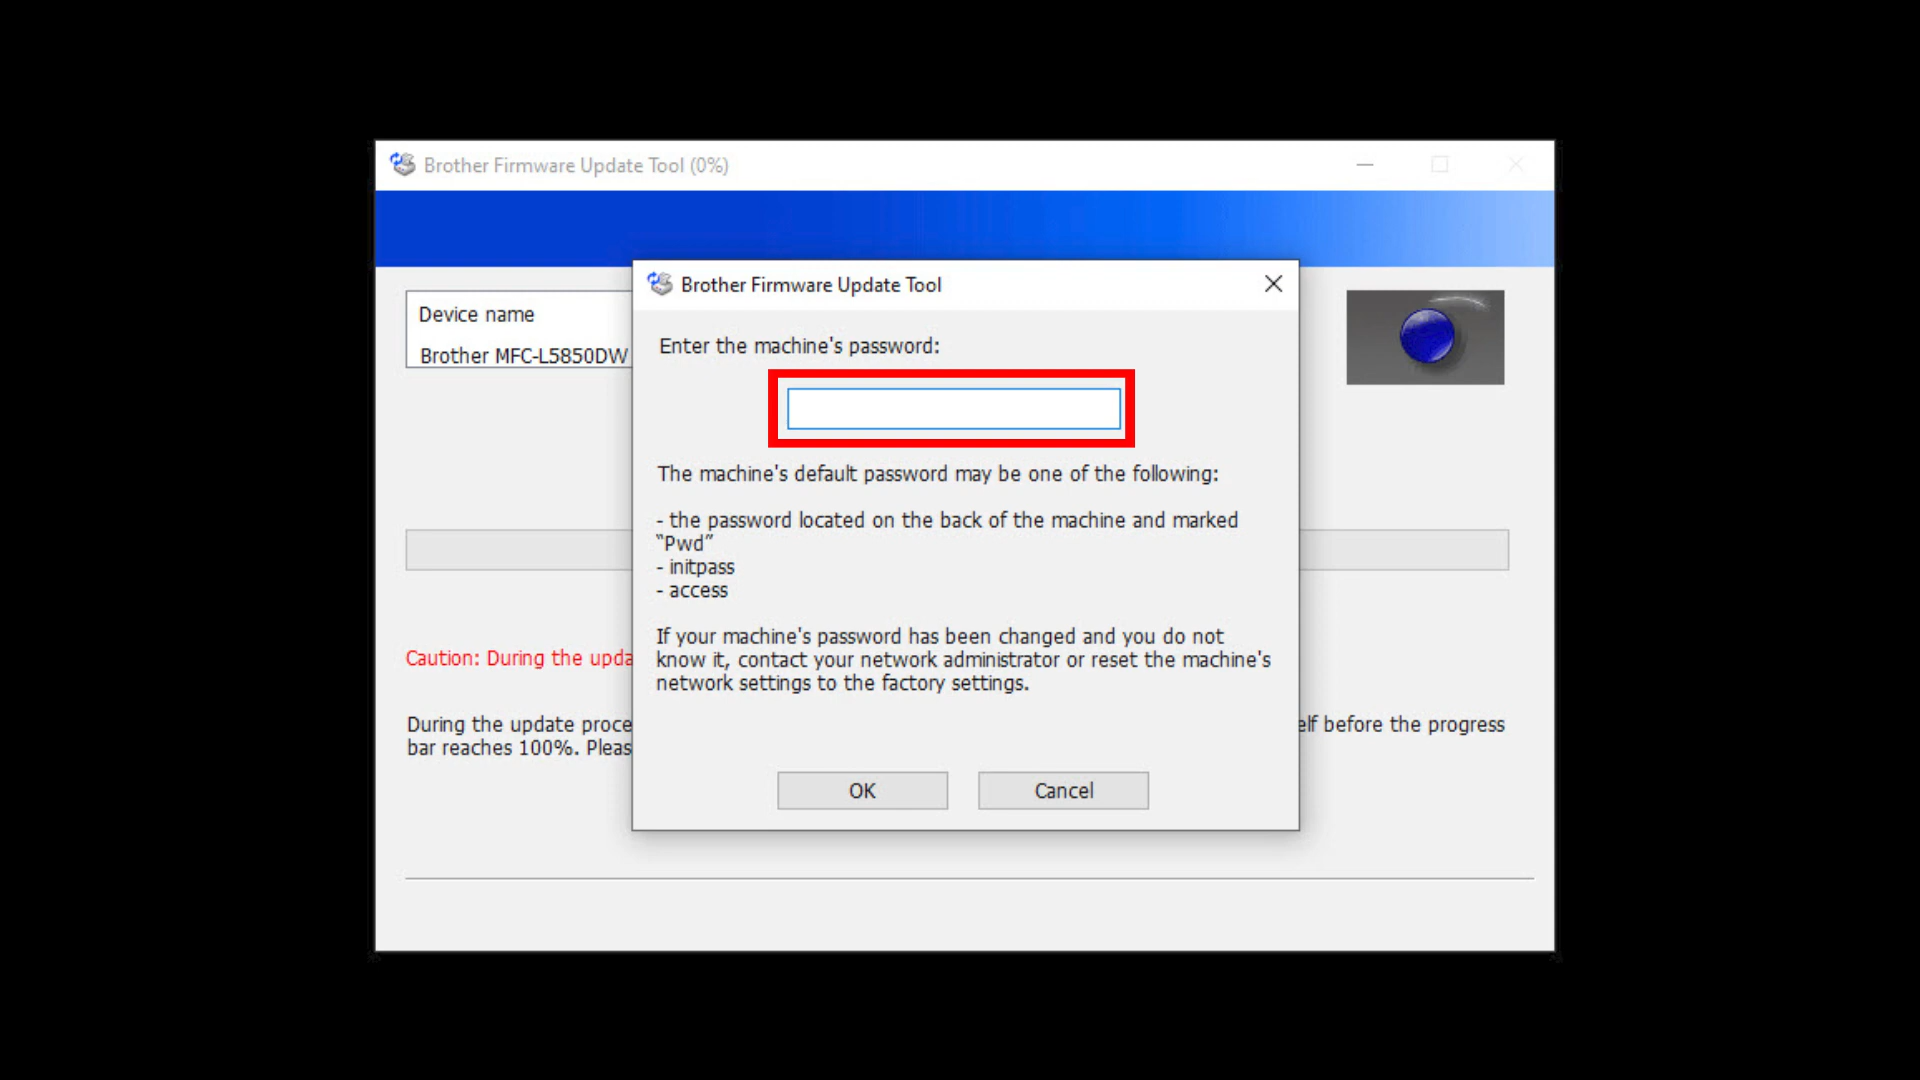 Brother Firmware Update Tool (0%)
Brother Firmware Update Tool
Device name
Brother MFC-L5850DW
Enter the machine's password:
The machine's default password may be one of the following:
- the password located on the back of the machine and marked
“Pwd”
- initpass
- access
If your machine's password has been changed and you do not
know it, contact your network administrator or reset the machine's
network settings to the factory settings.
OK
Cancel
Caution: During the upda
During the update proce
elf before the progress
bar reaches 100%. Pleas